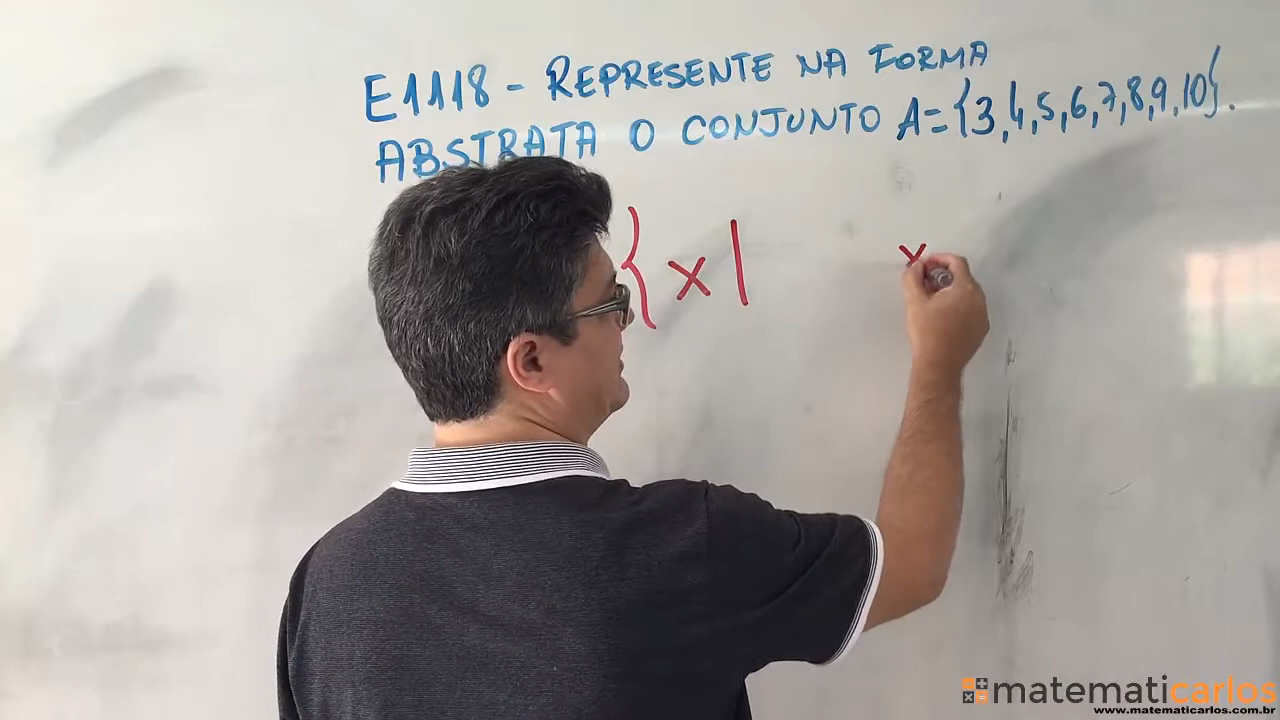 E1118 - REPRESENTE NA FORMA
ABSTRATA O CONJUNTO A={3,4,5,6,7,8,9,10}.
{x| x
matematicarlos
www.matematicarlos.com.br